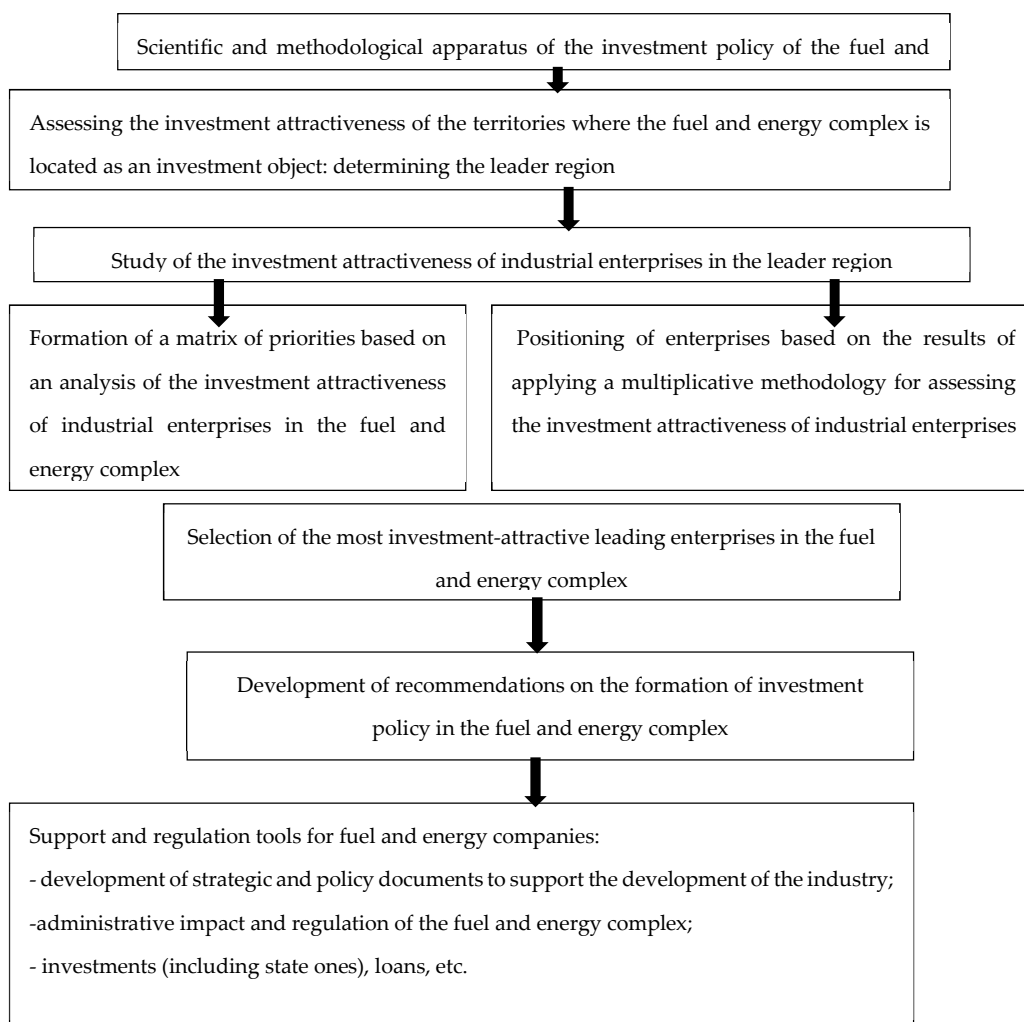 Scientific and methodological apparatus of the investment policy of the fuel and
Assessing the investment attractiveness of the territories where the fuel and energy complex is
located as an investment object: determining the leader region
Study of the investment attractiveness of industrial enterprises in the leader region
Formation of a matrix of priorities based on
an analysis of the investment attractiveness
of industrial enterprises in the fuel and
energy complex
Positioning of enterprises based on the results of
applying a multiplicative methodology for assessing
the investment attractiveness of industrial enterprises
Selection of the most investment-attractive leading enterprises in the fuel
and energy complex
Development of recommendations on the formation of investment
policy in the fuel and energy complex
Support and regulation tools for fuel and energy companies:
- development of strategic and policy documents to support the development of the industry;
-administrative impact and regulation of the fuel and energy complex;
- investments (including state ones), loans, etc.